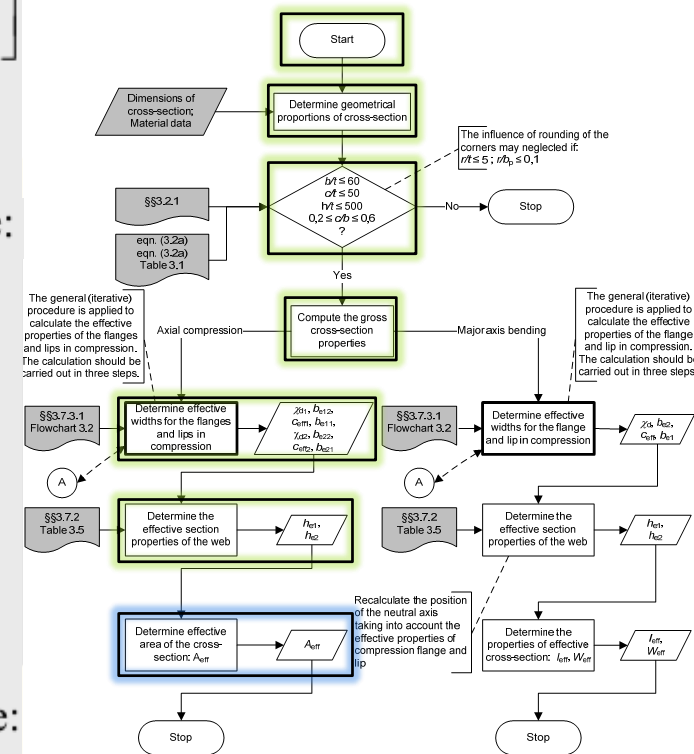 Start
Dimensions of
cross-section;
Material data
Determine geometrical
proportions of cross-section
The influence of rounding of the
corners may neglected if:
r/t ≤ 5 ; r/bp ≤ 0,1
b/t ≤ 60
c/t ≤ 50
h/t ≤ 500
0,2 ≤ c/b ≤ 0,6
?
§§3.2.1
eqn. (3.2a)
eqn. (3.2a)
Table 3.1
No
Stop
Yes
The general (iterative)
procedure is applied to
calculate the effective
properties of the flanges
and lips in compression.
The calculation should be
carried out in three steps.
Axial compression
Compute the gross
cross-section
properties
Major axis bending
The general (iterative)
procedure is applied to
calculate the effective
properties of the flange
and lip in compression.
The calculation should be
carried out in three steps
§§3.7.3.1
Flowchart 3.2
Determine effective
widths for the flanges
and lips in
compression
χd1, be12,
ceff1, be11,
χd2, be22,
ceff2, be21
A
§§3.7.3.1
Flowchart 3.2
Determine effective
widths for the flange
and lip in compression
χd, be2,
ceff, be1
A
§§3.7.2
Table 3.5
Determine the
effective section
properties of the web
he1,
he2
§§3.7.2
Table 3.5
Determine the
effective section
properties of the web
he1,
he2
Recalculate the position
of the neutral axis
taking into account the
effective properties of
compression flange and
lip
Determine effective
area of the cross-
section: Aeff
Aeff
Determine the
properties of effective
cross-section: Ieff, Weff
Ieff,
Weff
Stop
Stop
e: